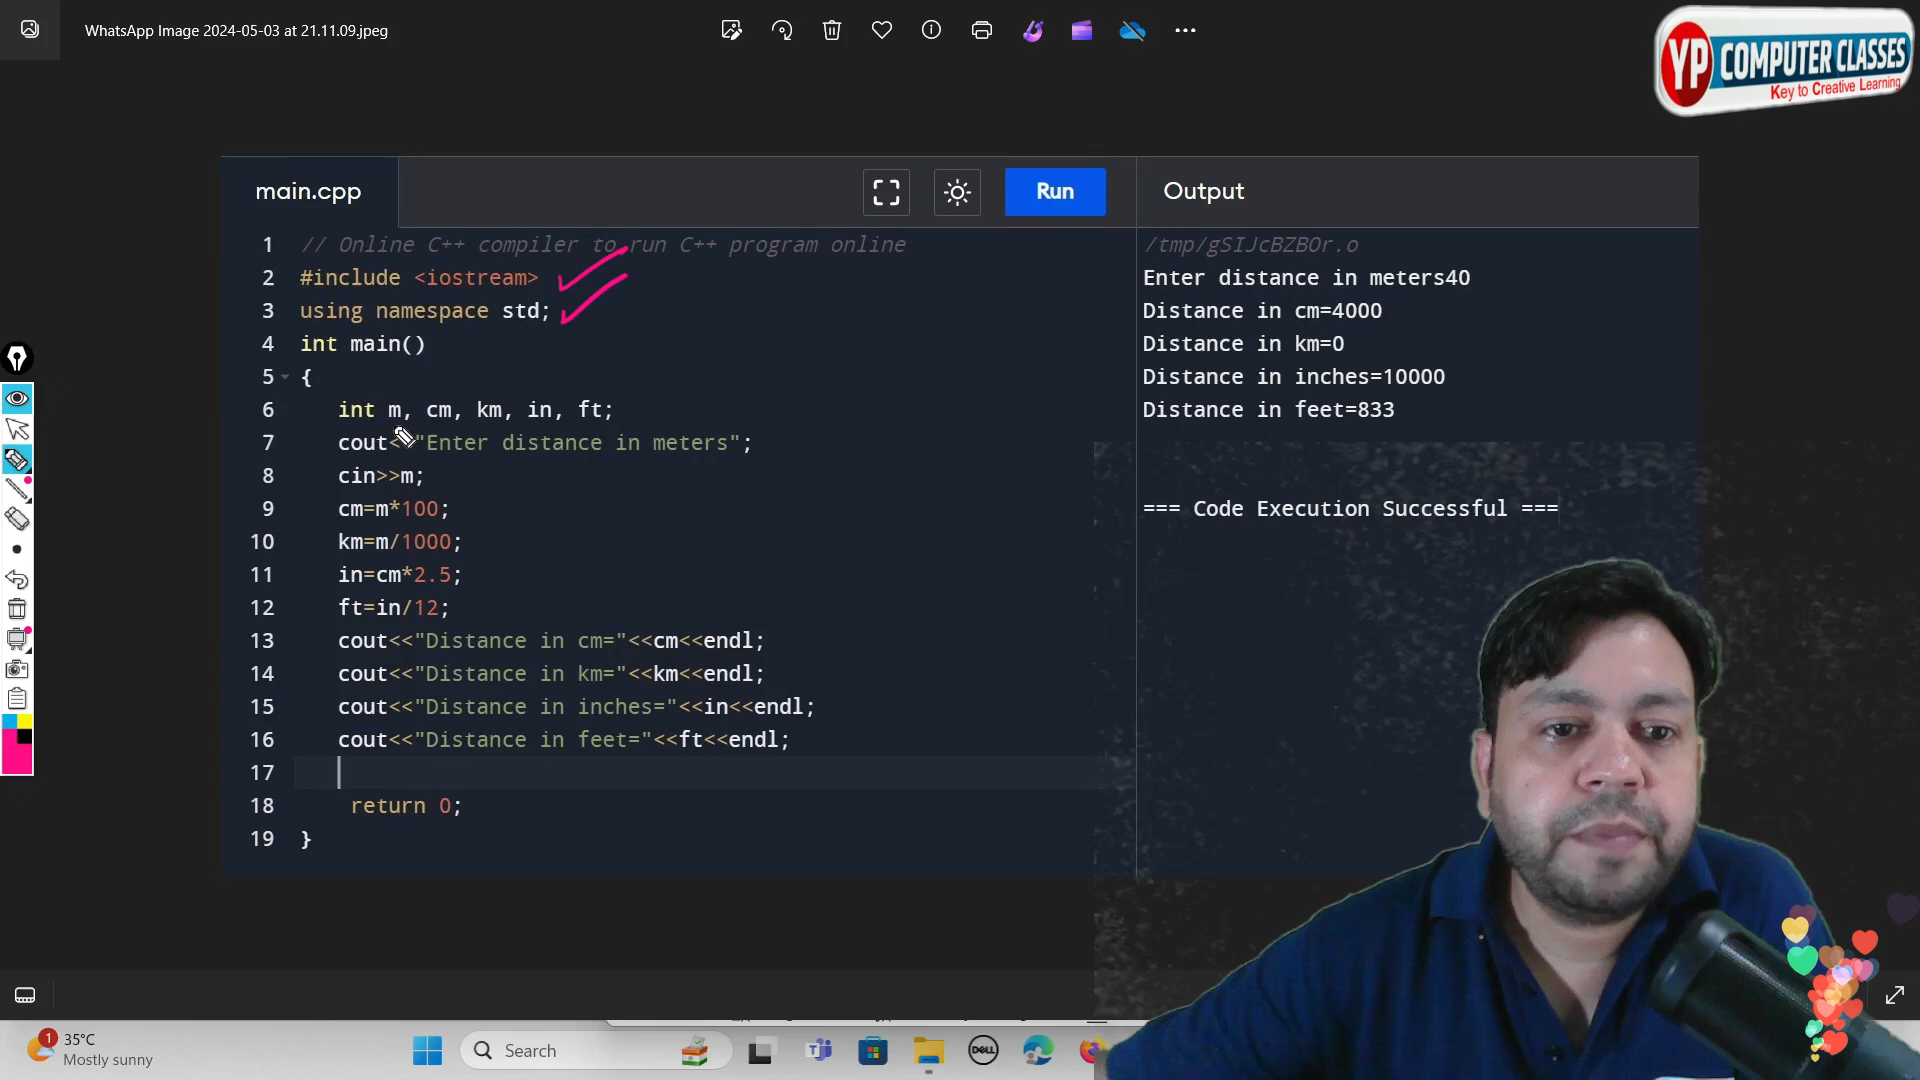 WhatsApp Image 2024-05-03 at 21.11.09.jpeg
YP COMPUTER CLASSES
Key to Creative Learning
main.cpp
Run
Output
1 // Online C++ compiler to run C++ program online
2 #include <iostream>
3 using namespace std;
4 int main()
5 {
6 int m, cm, km, in, ft;
7 cout<<"Enter distance in meters";
8 cin>>m;
9 cm=m*100;
10 km=m/1000;
11 in=cm*2.5;
12 ft=in/12;
13 cout<<"Distance in cm="<<cm<<endl;
14 cout<<"Distance in km="<<km<<endl;
15 cout<<"Distance in inches="<<in<<endl;
16 cout<<"Distance in feet="<<ft<<endl;
17
18 return 0;
19 }
/tmp/gSIJcBZBOr.o
Enter distance in meters40
Distance in cm=4000
Distance in km=0
Distance in inches=10000
Distance in feet=833
=== Code Execution Successful ===
1
35°C
Mostly sunny
Search
DELL